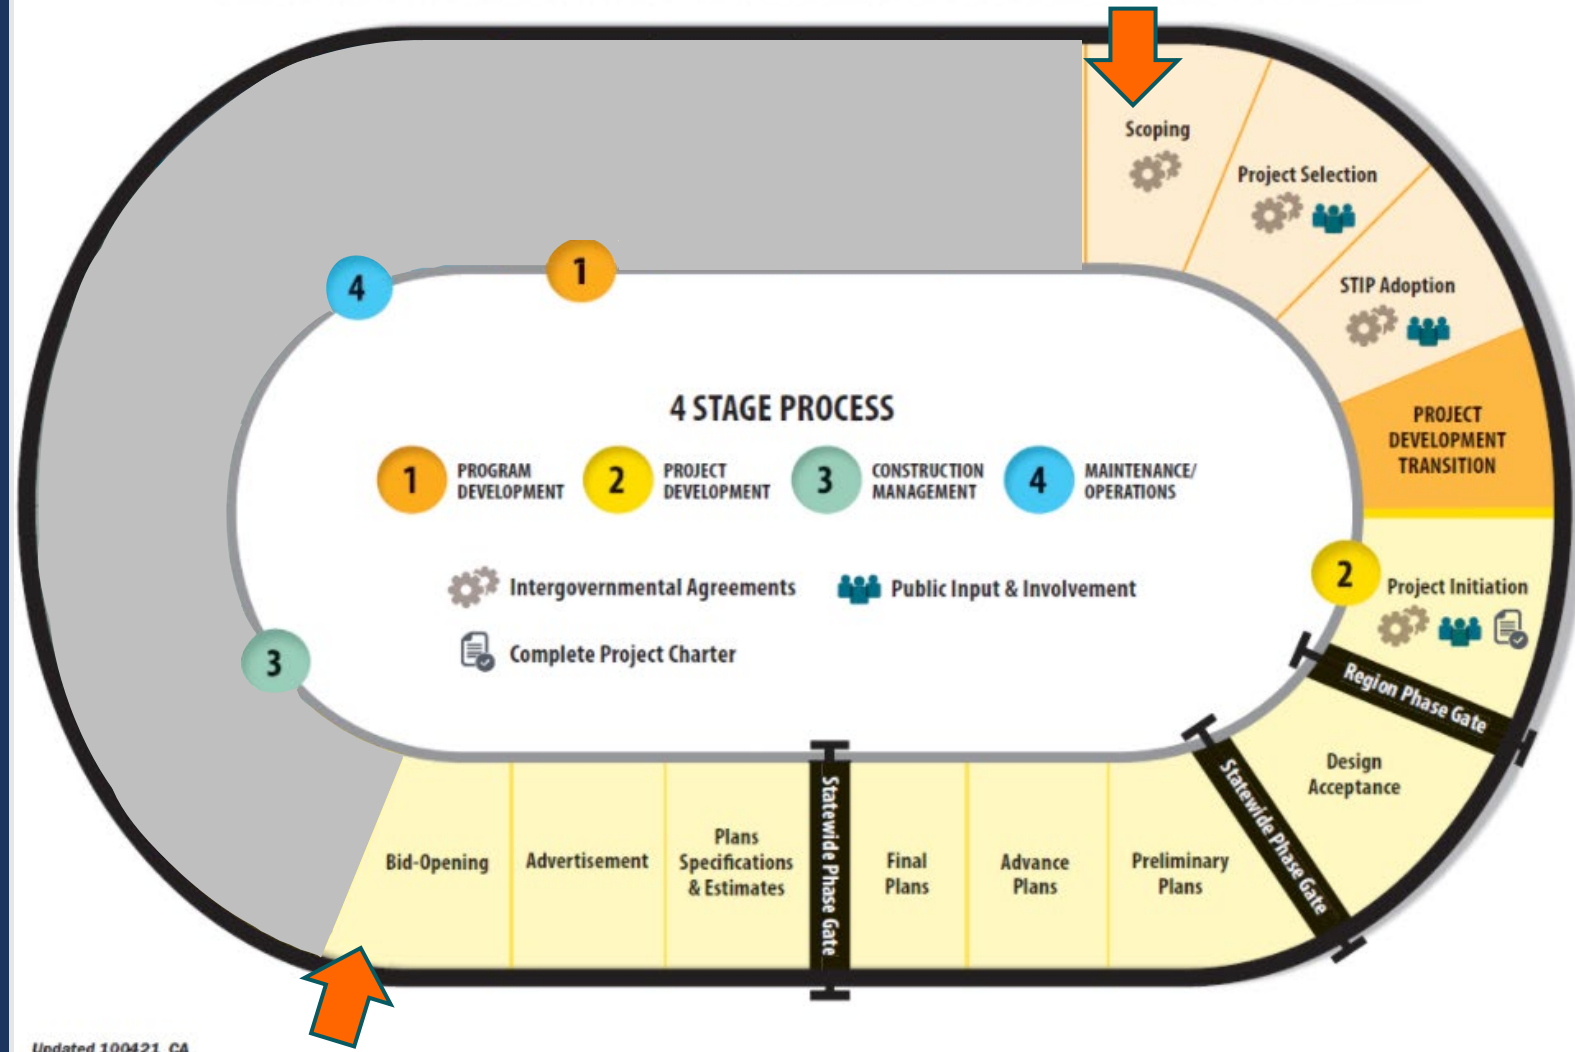 Scoping
Project Selection
STIP Adoption
PROJECT
DEVELOPMENT
TRANSITION
4
1
4 STAGE PROCESS
1
PROGRAM
DEVELOPMENT
2
PROJECT
DEVELOPMENT
3
CONSTRUCTION
MANAGEMENT
4
MAINTENANCE/
OPERATIONS
Intergovernmental Agreements
Public Input & Involvement
Complete Project Charter
2
Project Initiation
3
Region Phase Gate
Design
Acceptance
Statewide Phase Gate
Preliminary
Plans
Advance
Plans
Final
Plans
Statewide Phase Gate
Plans
Specifications
& Estimates
Advertisement
Bid-Opening
Updated 100421 CA